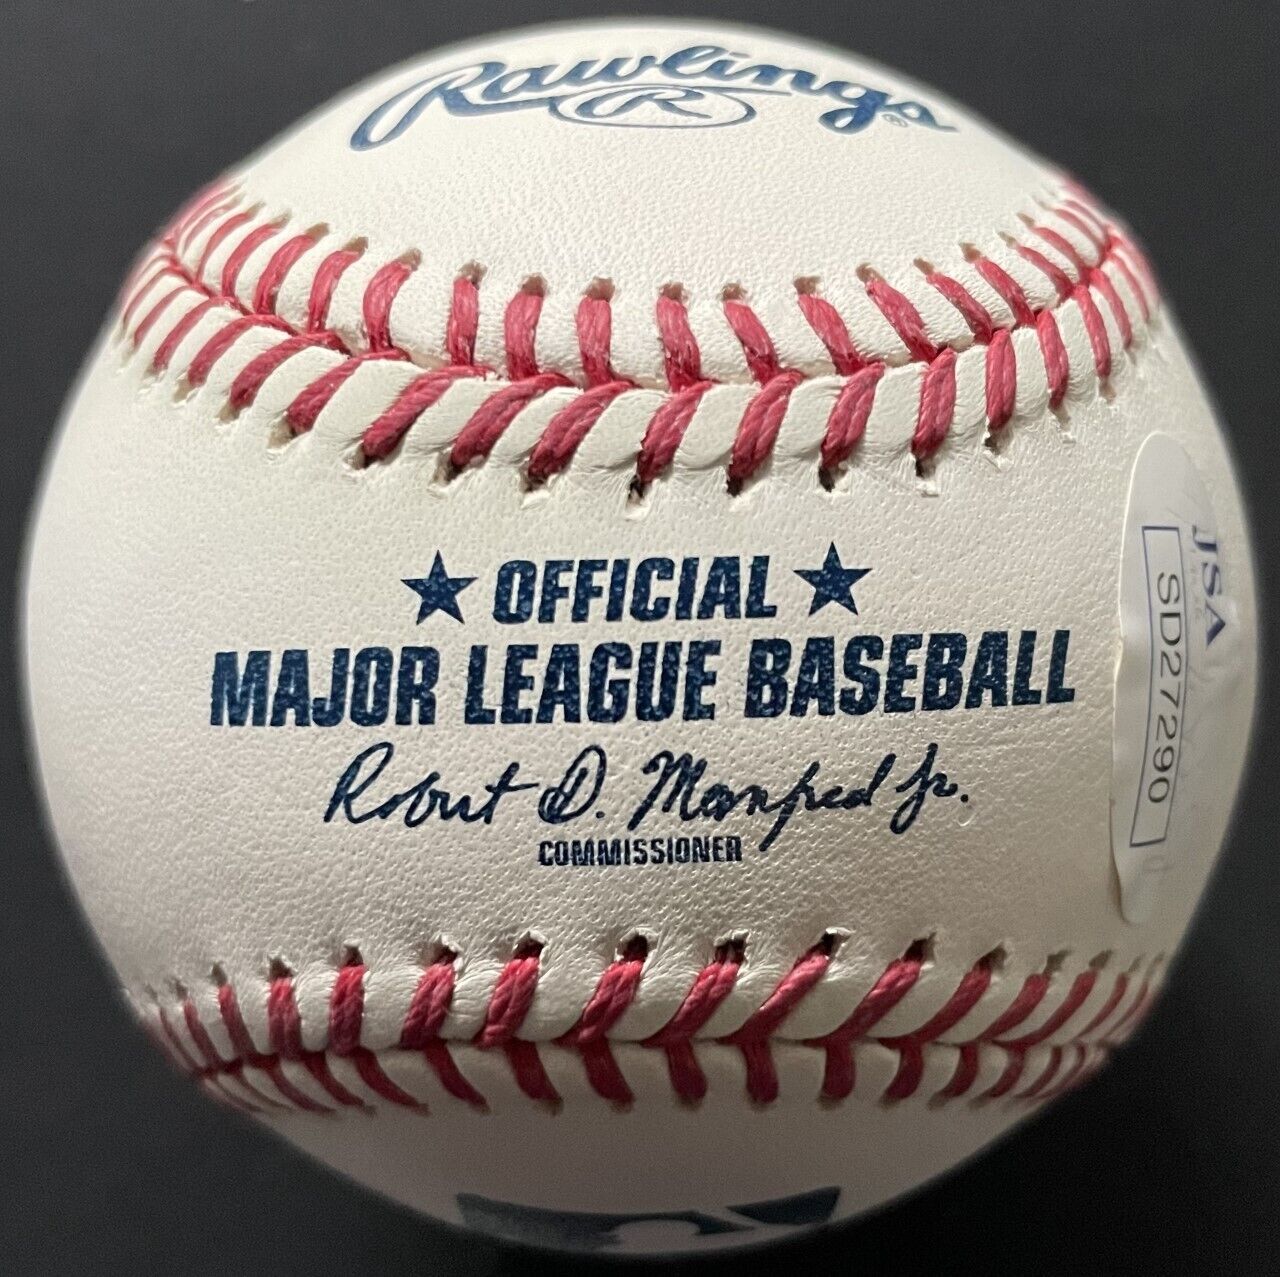 Rawlings ®
R
★ OFFICIAL ★
MAJOR LEAGUE BASEBALL
Robert D. Manfred Jr.
COMMISSIONER
JSA
SD27290